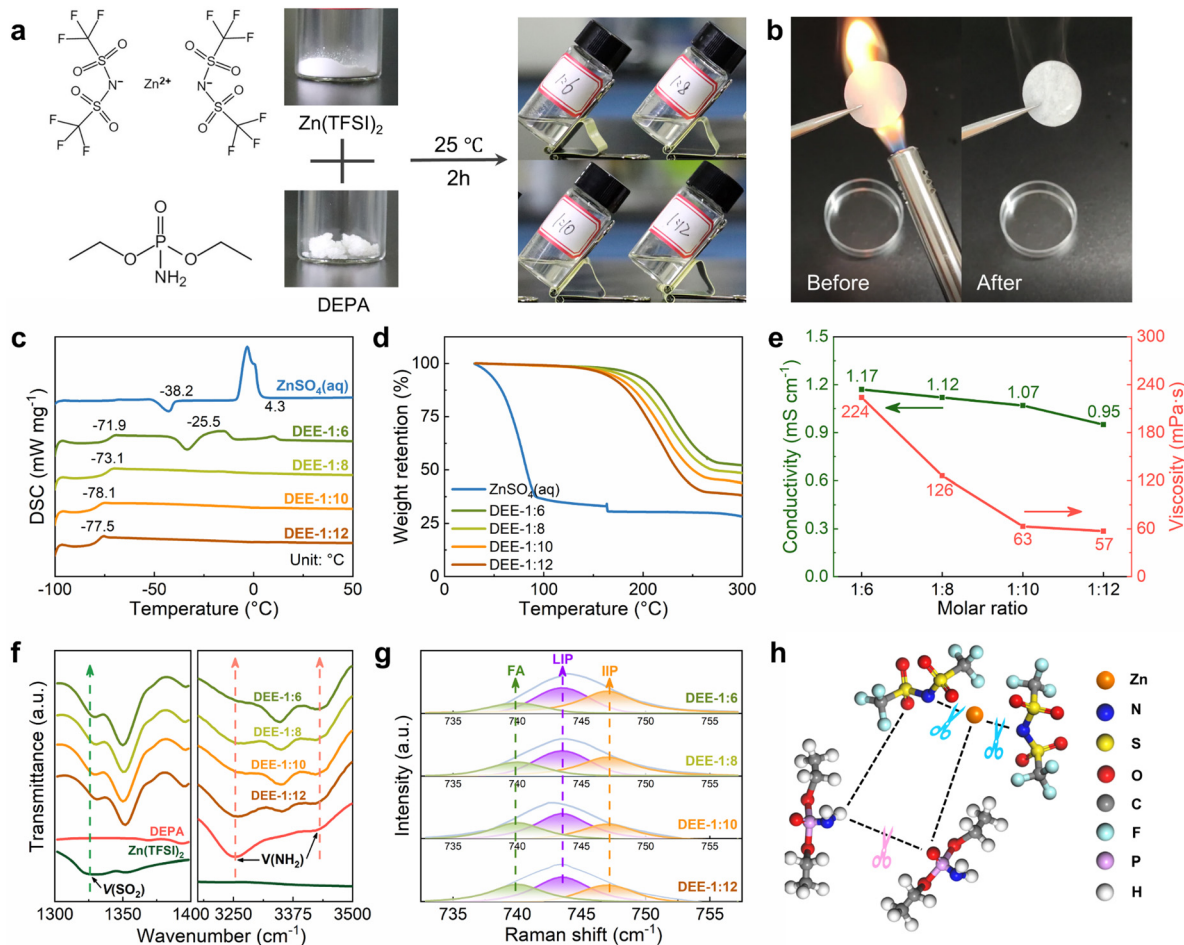 a
F
F
F
F
F
F
O
S
O
O
S
O
N-
Zn2+
N-
O
S
O
O
S
O
F
F
F
F
F
F
Zn(TFSI)2
O
P
O
O
NH2
DEPA
25 ℃
2h
1:6
1:8
1:10
1:12
b
Before
After
c
DSC (mW mg-1)
-38.2
ZnSO4(aq)
4.3
-71.9
-25.5
DEE-1:6
-73.1
DEE-1:8
-78.1
DEE-1:10
-77.5
DEE-1:12
Unit: °C
-100 -50 0 50
Temperature (°C)
d
Weight retention (%)
100
75
50
25
0
ZnSO4(aq)
DEE-1:6
DEE-1:8
DEE-1:10
DEE-1:12
0 100 200 300
Temperature (°C)
e
Conductivity (mS cm-1)
1.5
1.2
0.9
0.6
0.3
0.0
1.17
1.12
1.07
0.95
224
126
63
57
300
240
180
120
60
0
Viscosity (mPa·s)
1:6 1:8 1:10 1:12
Molar ratio
f
Transmittance (a.u.)
DEE-1:6
DEE-1:8
DEE-1:10
DEE-1:12
DEPA
Zn(TFSI)2
V(SO2)
V(NH2)
1300 1350 1400 3250 3375 3500
Wavenumber (cm-1)
g
Intensity (a.u.)
FA
LIP
IIP
DEE-1:6
735 740 745 750 755
DEE-1:8
735 740 745 750 755
DEE-1:10
735 740 745 750 755
DEE-1:12
735 740 745 750 755
Raman shift (cm-1)
h
Zn
N
S
O
C
F
P
H